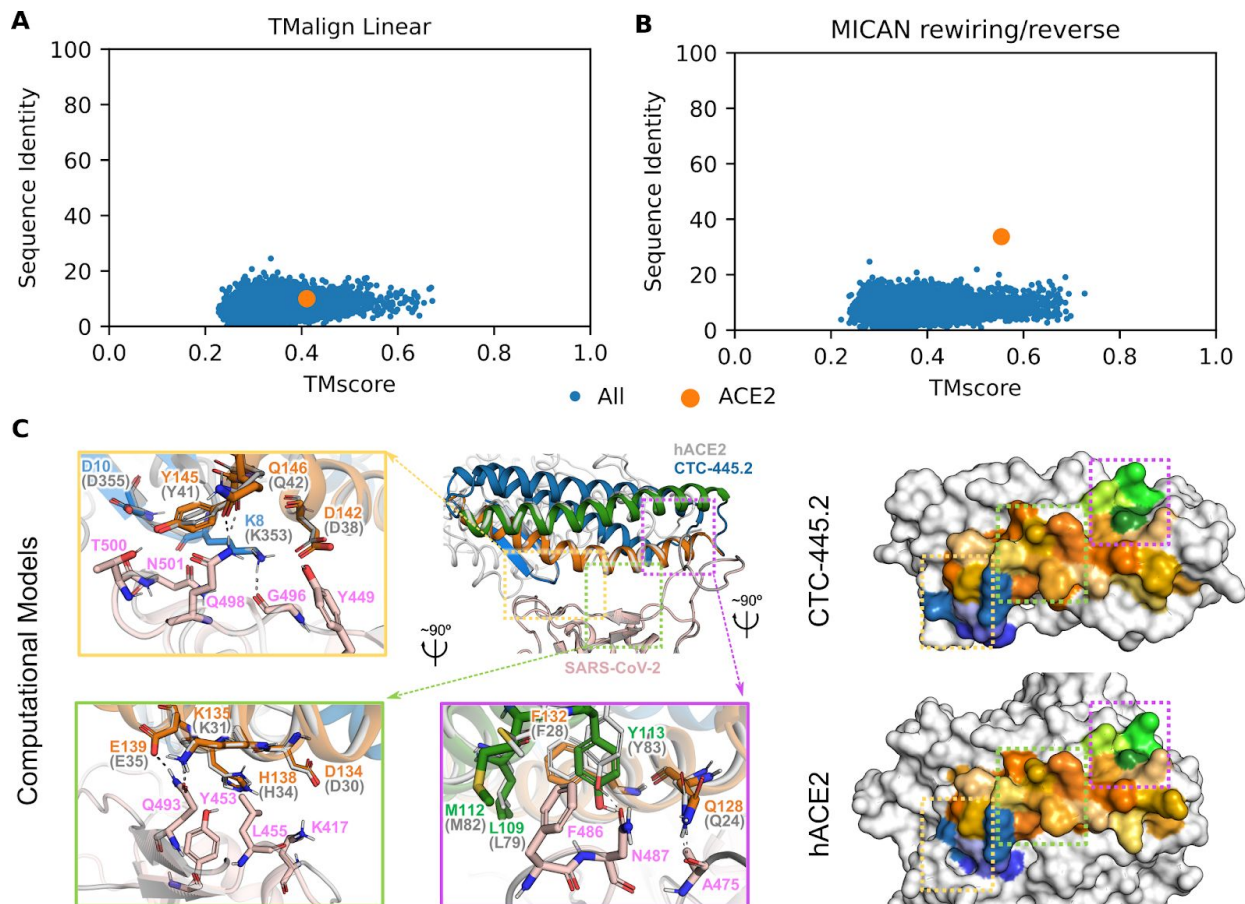 A
TMalign Linear
Sequence Identity
100
80
60
40
20
0
0.0
0.2
0.4
0.6
0.8
1.0
TMscore
B
MICAN rewiring/reverse
Sequence Identity
100
80
60
40
20
0
0.0
0.2
0.4
0.6
0.8
1.0
TMscore
All
ACE2
C
Computational Models
D10
(D355)
Y145
(Y41)
Q146
(Q42)
D142
(D38)
K8
(K353)
T500
N501
Q498
G496
Y449
hACE2
CTC-445.2
~90º
~90º
SARS-CoV-2
K135
(K31)
E139
(E35)
H138
(H34)
D134
(D30)
Q493
Y453
L455
K417
F132
(F28)
Y113
(Y83)
M112
(M82)
L109
(L79)
Q128
(Q24)
F486
N487
A475
CTC-445.2
hACE2